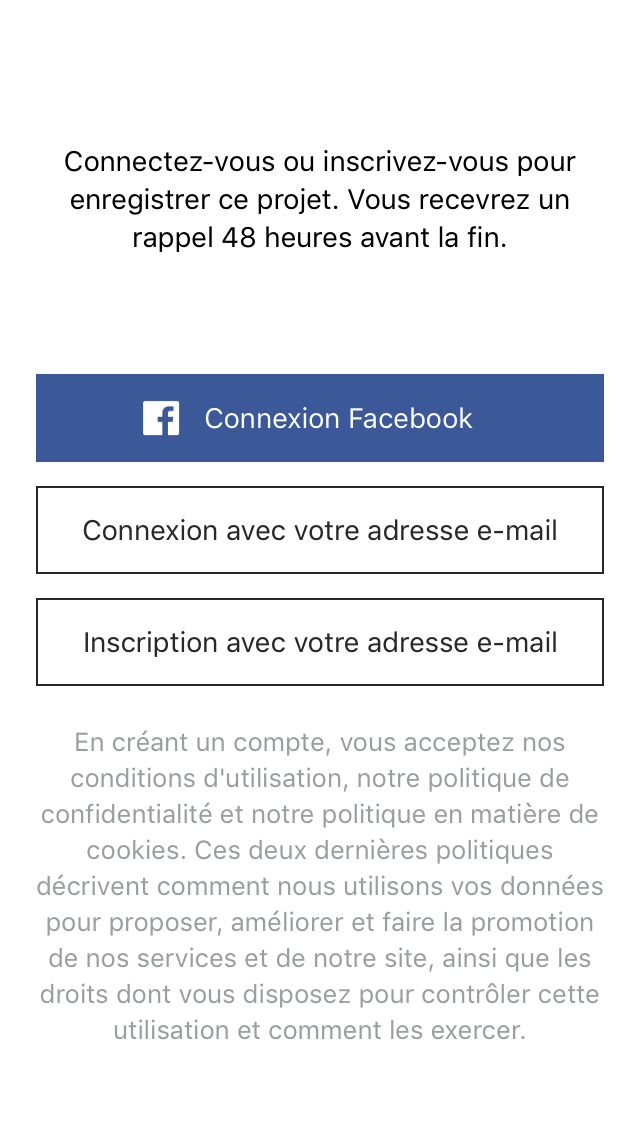 Connectez-vous ou inscrivez-vous pour
enregistrer ce projet. Vous recevrez un
rappel 48 heures avant la fin.
Connexion Facebook
Connexion avec votre adresse e-mail
Inscription avec votre adresse e-mail
En créant un compte, vous acceptez nos
conditions d'utilisation, notre politique de
confidentialité et notre politique en matière de
cookies. Ces deux dernières politiques
décrivent comment nous utilisons vos données
pour proposer, améliorer et faire la promotion
de nos services et de notre site, ainsi que les
droits dont vous disposez pour contrôler cette
utilisation et comment les exercer.